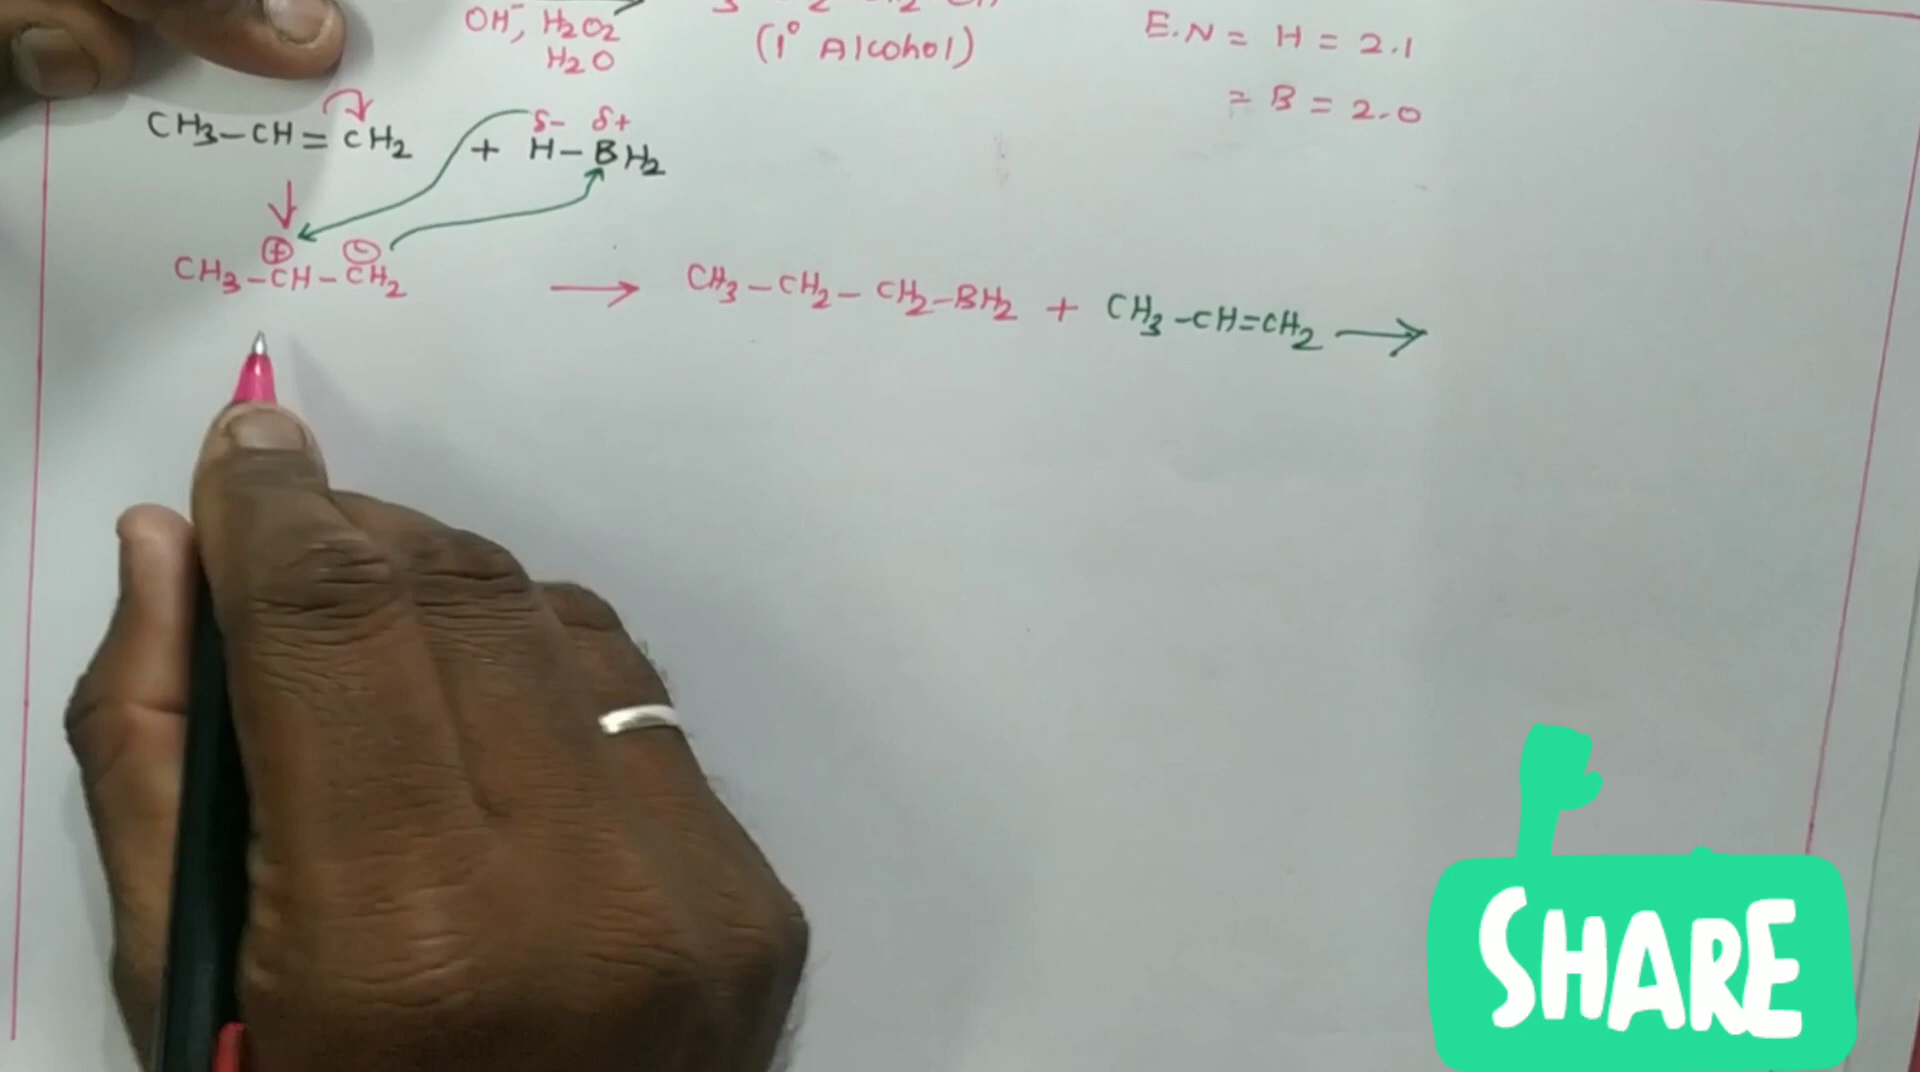 OH⁻, H₂O₂
H₂O
(1° Alcohol)
E.N = H = 2.1
= B = 2.0
CH₃–CH=CH₂ + H–BH₂
δ– δ+
⊕ ⊖
CH₃–CH–CH₂ → CH₃–CH₂–CH₂–BH₂ + CH₃–CH=CH₂ →
SHARE